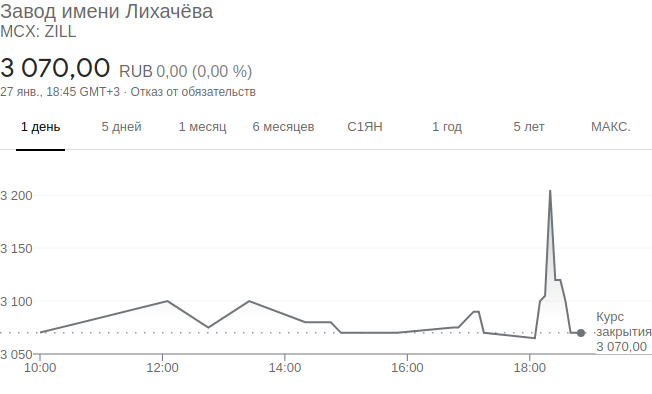 Завод имени Лихачёва
MCX: ZILL
3 070,00 RUB 0,00 (0,00 %)
27 янв., 18:45 GMT+3 · Отказ от обязательств
1 день 5 дней 1 месяц 6 месяцев С1ЯН 1 год 5 лет МАКС.
3 200
3 150
3 100
Курс
закрытия
3 070,00
3 050
10:00 12:00 14:00 16:00 18:00